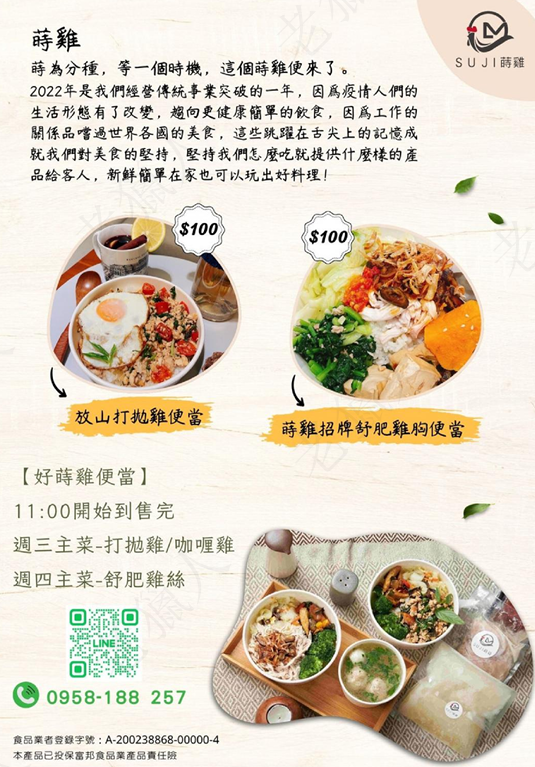 SUJI蒔雞
蒔雞
蒔為分種，等一個時機，這個蒔雞便來了。
2022年是我們經營傳統事業突破的一年，因為疫情人們的
生活形態有了改變，趨向更健康簡單的飲食，因為工作的
關係品嚐過世界各國的美食，這些跳躍在舌尖上的記憶成
就我們對美食的堅持，堅持我們怎麼吃就提供什麼樣的產
品給客人，新鮮簡單在家也可以玩出好料理！
$100
$100
放山打拋雞便當
蒔雞招牌舒肥雞胸便當
【好蒔雞便當】
11:00開始到售完
週三主菜-打拋雞/咖喱雞
週四主菜-舒肥雞絲
LINE
0958-188 257
食品業者登錄字號：A-200238868-00000-4
本產品已投保富邦食品業產品責任險